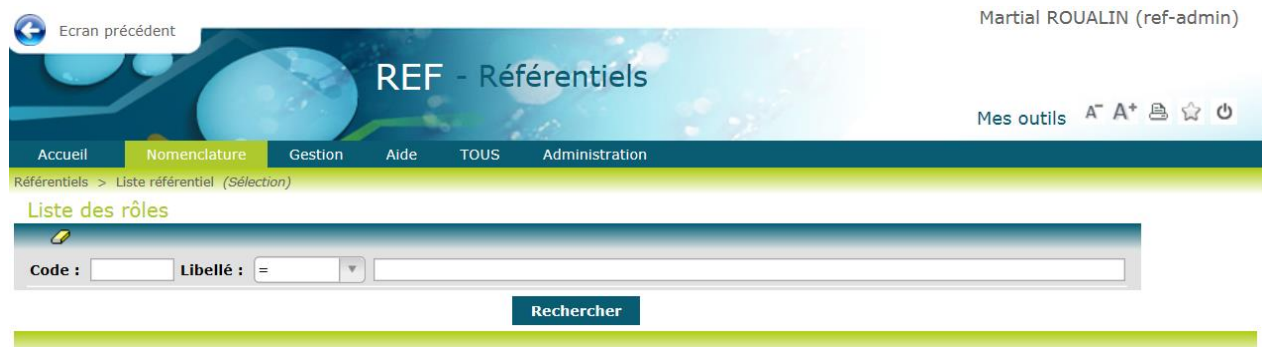 Martial ROUALIN (ref-admin)
Ecran précédent
REF - Référentiels
Mes outils A- A+
Accueil Nomenclature Gestion Aide TOUS Administration
Référentiels > Liste référentiel (Sélection)
Liste des rôles
Code : Libellé : =
Rechercher